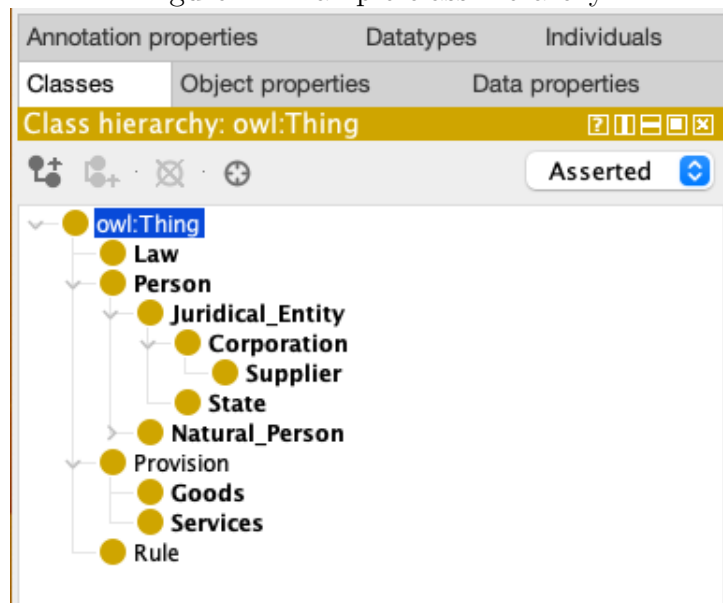 Annotation properties Datatypes Individuals
Classes Object properties Data properties
Class hierarchy: owl:Thing
Asserted
owl:Thing
Law
Person
Juridical_Entity
Corporation
Supplier
State
Natural_Person
Provision
Goods
Services
Rule